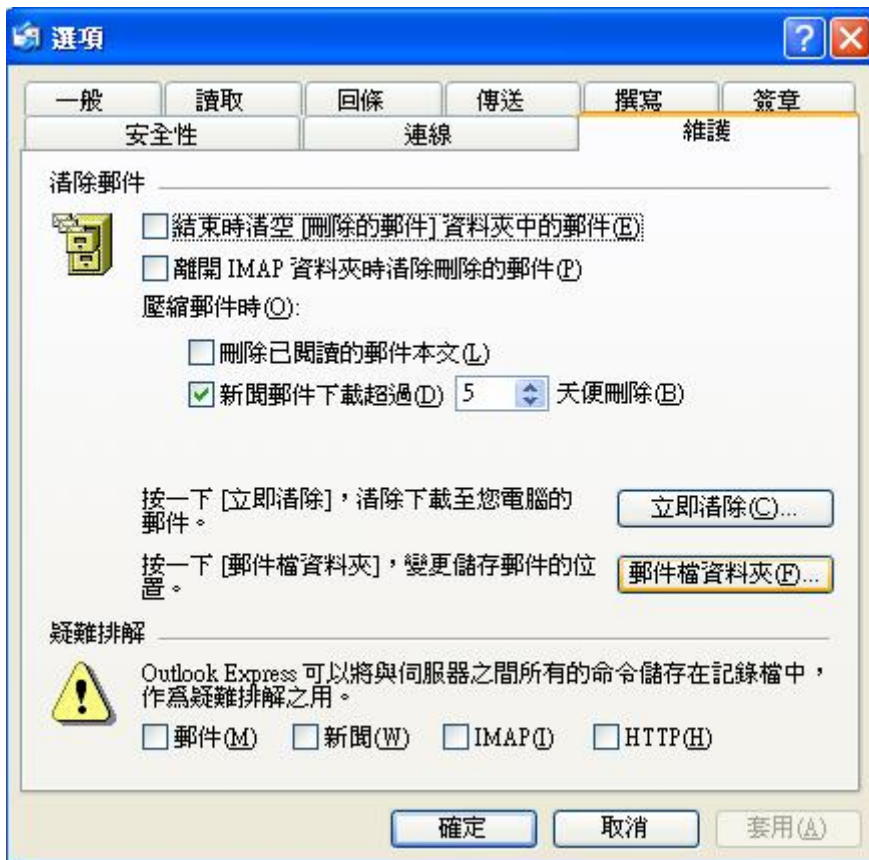 選項
一般 讀取 回條 傳送 撰寫 簽章
安全性 連線 維護
清除郵件
結束時清空 [刪除的郵件] 資料夾中的郵件(E)
離開 IMAP 資料夾時清除刪除的郵件(P)
壓縮郵件時(O):
刪除已閱讀的郵件本文(L)
新聞郵件下載超過(D) 5 天便刪除(B)
按一下 [立即清除],清除下載至您電腦的
郵件。
立即清除(C)...
按一下 [郵件檔資料夾],變更儲存郵件的位
置。
郵件檔資料夾(F)...
疑難排解
Outlook Express 可以將與伺服器之間所有的命令儲存在記錄檔中,
作為疑難排解之用。
郵件(M) 新聞(W) IMAP(I) HTTP(H)
確定 取消 套用(A)